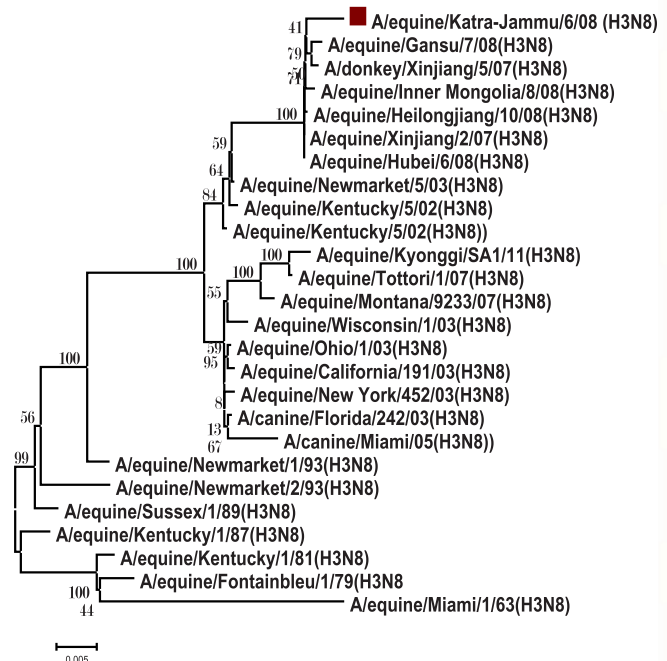 41
A/equine/Katra-Jammu/6/08 (H3N8)
A/equine/Gansu/7/08(H3N8)
79
A/donkey/Xinjiang/5/07(H3N8)
A/equine/Inner Mongolia/8/08(H3N8)
100
A/equine/Heilongjiang/10/08(H3N8)
A/equine/Xinjiang/2/07(H3N8)
59
A/equine/Hubei/6/08(H3N8)
64
A/equine/Newmarket/5/03(H3N8)
84
A/equine/Kentucky/5/02(H3N8)
A/equine/Kentucky/5/02(H3N8))
100
100
A/equine/Kyonggi/SA1/11(H3N8)
100
A/equine/Tottori/1/07(H3N8)
55
A/equine/Montana/9233/07(H3N8)
A/equine/Wisconsin/1/03(H3N8)
59
A/equine/Ohio/1/03(H3N8)
100
95
A/equine/California/191/03(H3N8)
A/equine/New York/452/03(H3N8)
8
56
A/canine/Florida/242/03(H3N8)
13
A/canine/Miami/05(H3N8))
67
99
A/equine/Newmarket/1/93(H3N8)
A/equine/Newmarket/2/93(H3N8)
A/equine/Sussex/1/89(H3N8)
A/equine/Kentucky/1/87(H3N8)
A/equine/Kentucky/1/81(H3N8)
A/equine/Fontainbleu/1/79(H3N8
100
A/equine/Miami/1/63(H3N8)
44
0.005